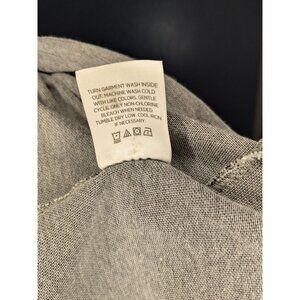 TURN GARMENT WASH INSIDE
OUT. MACHINE WASH COLD
WITH LIKE COLORS, GENTLE
CYCLE. ONLY NON-CHLORINE
BLEACH WHEN NEEDED.
TUMBLE DRY LOW. COOL IRON
IF NECESSARY.